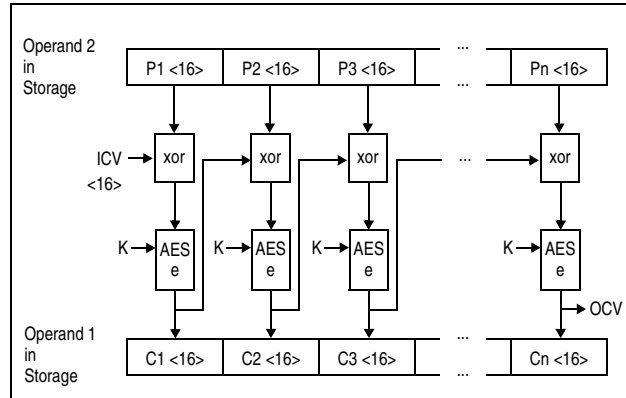 Operand 2
in
Storage
P1 <16> P2 <16> P3 <16> ... ... Pn <16>
ICV
<16>
xor xor xor ... xor
K AES
e
K AES
e
K AES
e
K AES
e
OCV
Operand 1
in
Storage
C1 <16> C2 <16> C3 <16> ... ... Cn <16>